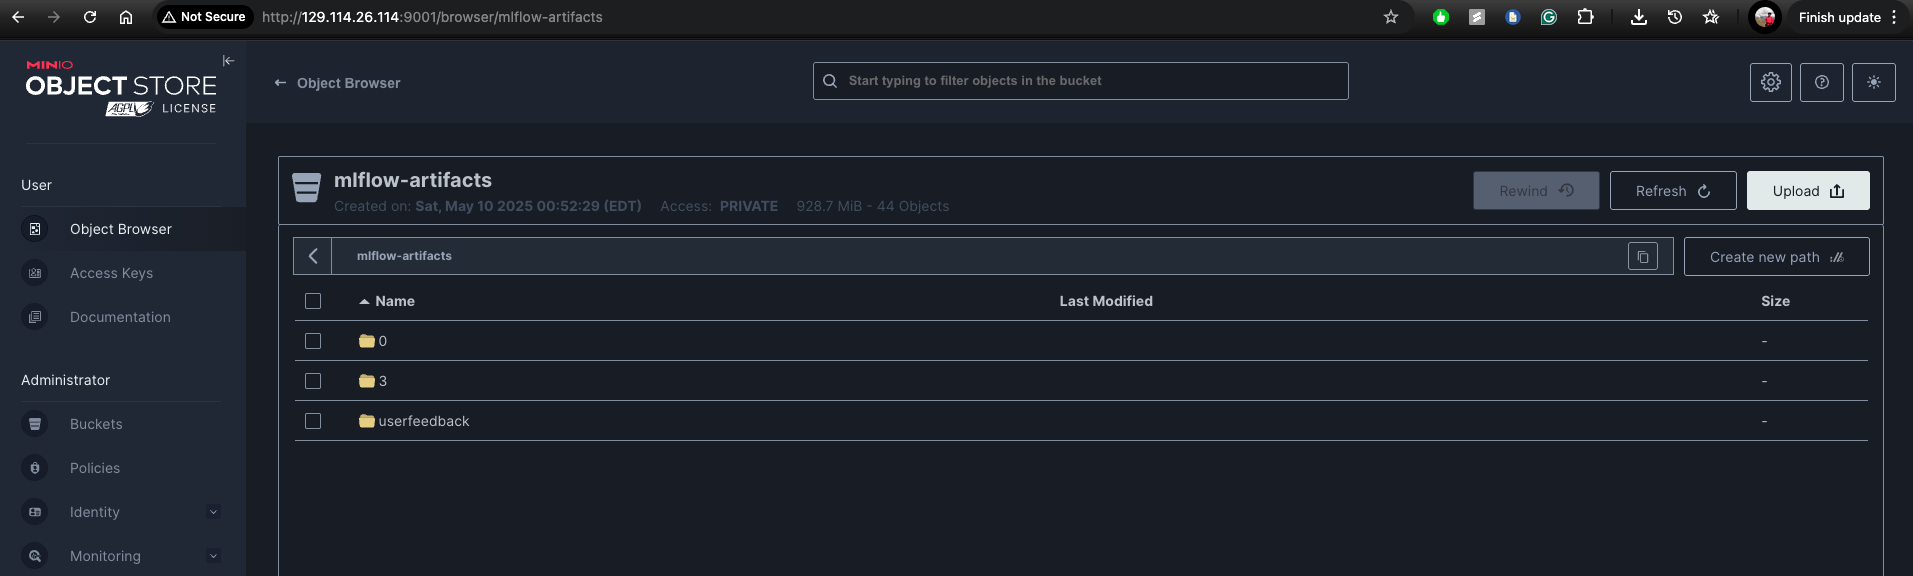 Not Secure http://129.114.26.114:9001/browser/mlflow-artifacts Finish update
MINIO
OBJECT STORE
AGPL LICENSE
Object Browser
Start typing to filter objects in the bucket
User
Object Browser
Access Keys
Documentation
Administrator
Buckets
Policies
Identity
Monitoring
mlflow-artifacts
Created on: Sat, May 10 2025 00:52:29 (EDT) Access: PRIVATE 928.7 MiB - 44 Objects
Rewind Refresh Upload
mlflow-artifacts
Create new path
Name Last Modified Size
0 -
3 -
userfeedback -